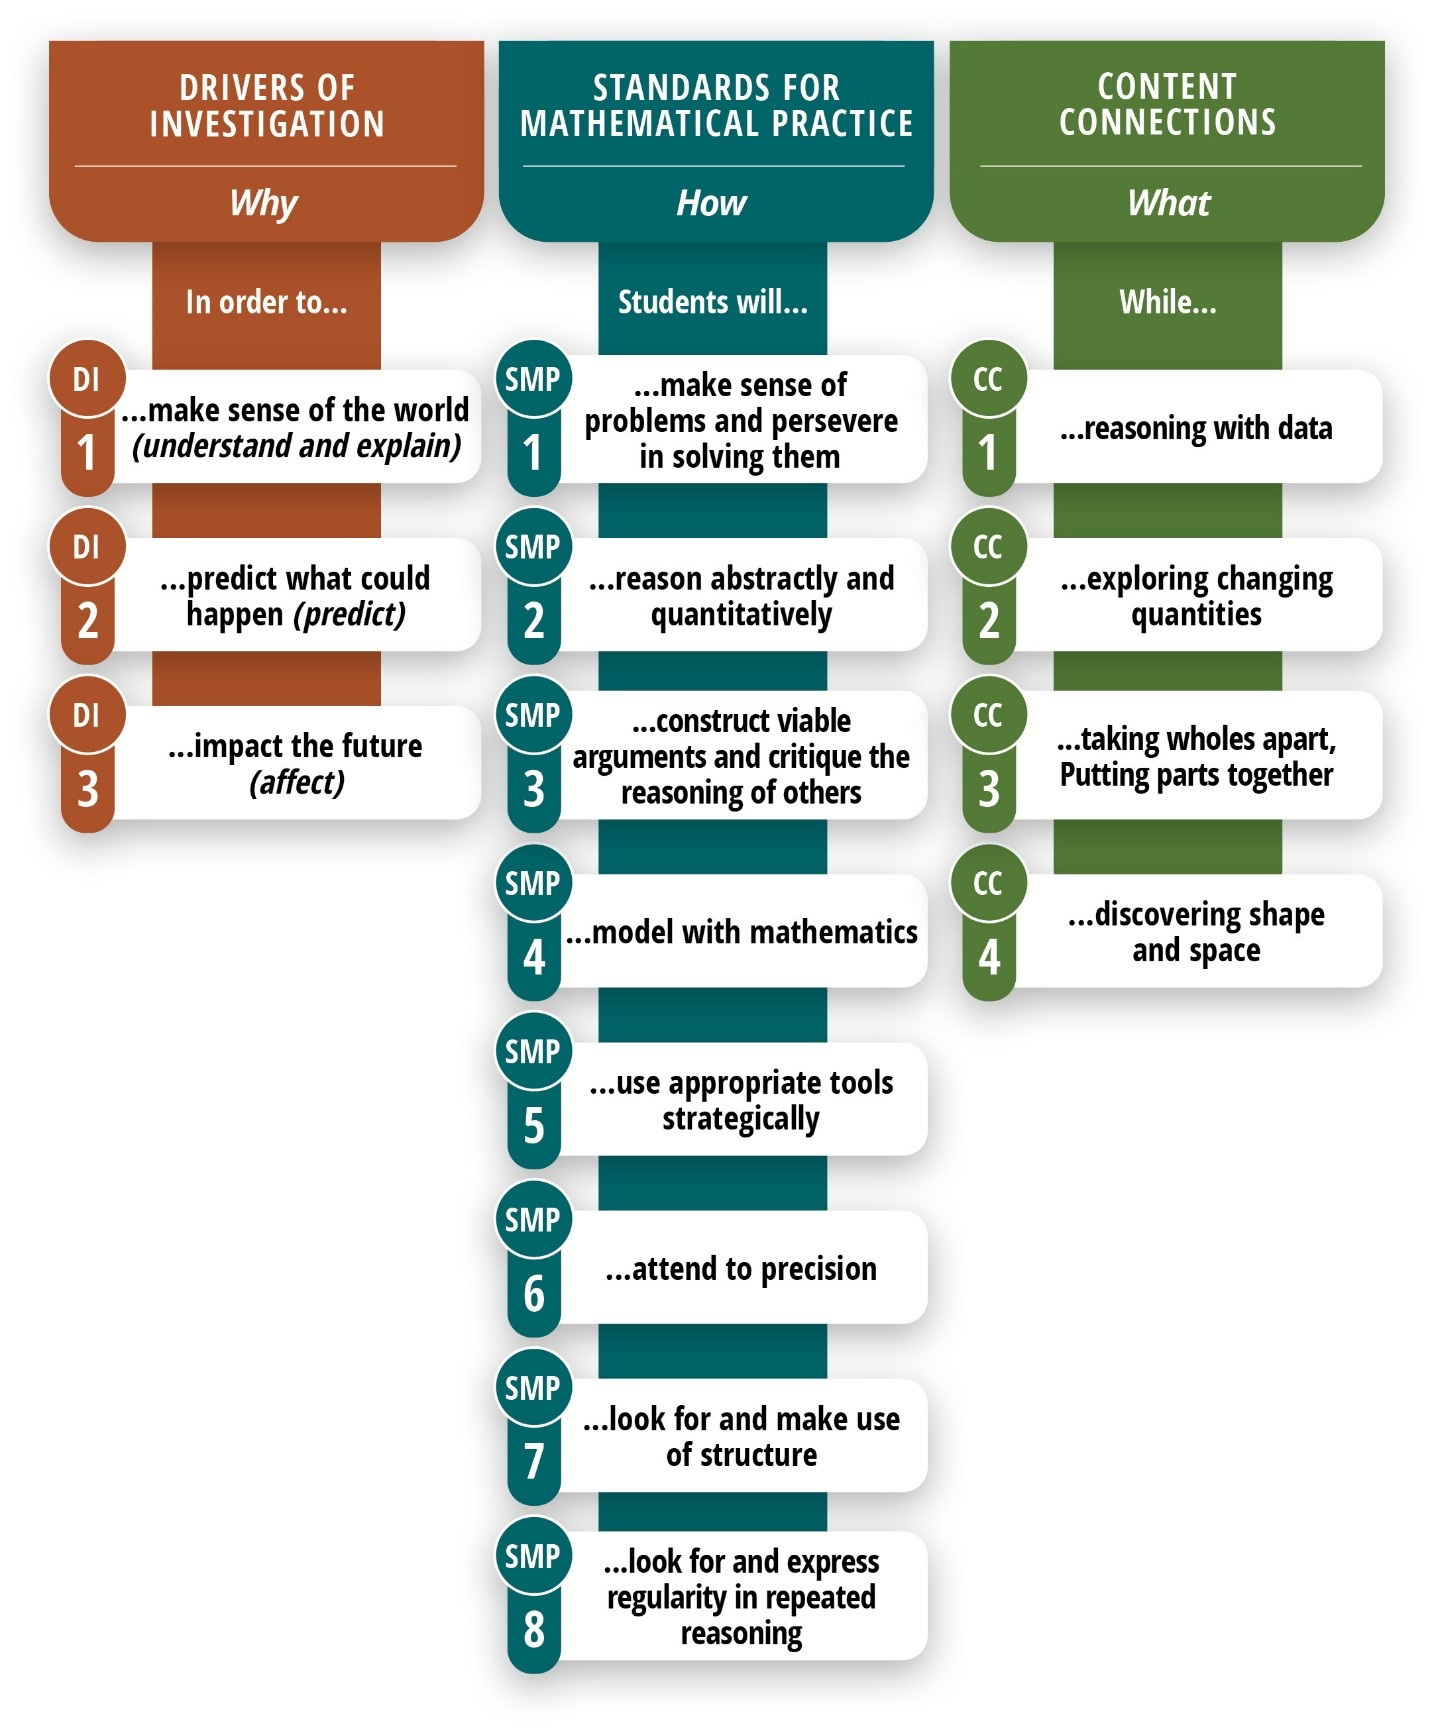 DRIVERS OF
INVESTIGATION
Why
In order to...
DI
1
...make sense of the world
(understand and explain)
DI
2
...predict what could
happen (predict)
DI
3
...impact the future
(affect)
STANDARDS FOR
MATHEMATICAL PRACTICE
How
Students will...
SMP
1
...make sense of
problems and persevere
in solving them
SMP
2
...reason abstractly and
quantitatively
SMP
3
...construct viable
arguments and critique the
reasoning of others
SMP
4
...model with mathematics
SMP
5
...use appropriate tools
strategically
SMP
6
...attend to precision
SMP
7
...look for and make use
of structure
SMP
8
...look for and express
regularity in repeated
reasoning
CONTENT
CONNECTIONS
What
While...
CC
1
...reasoning with data
CC
2
...exploring changing
quantities
CC
3
...taking wholes apart,
Putting parts together
CC
4
...discovering shape
and space